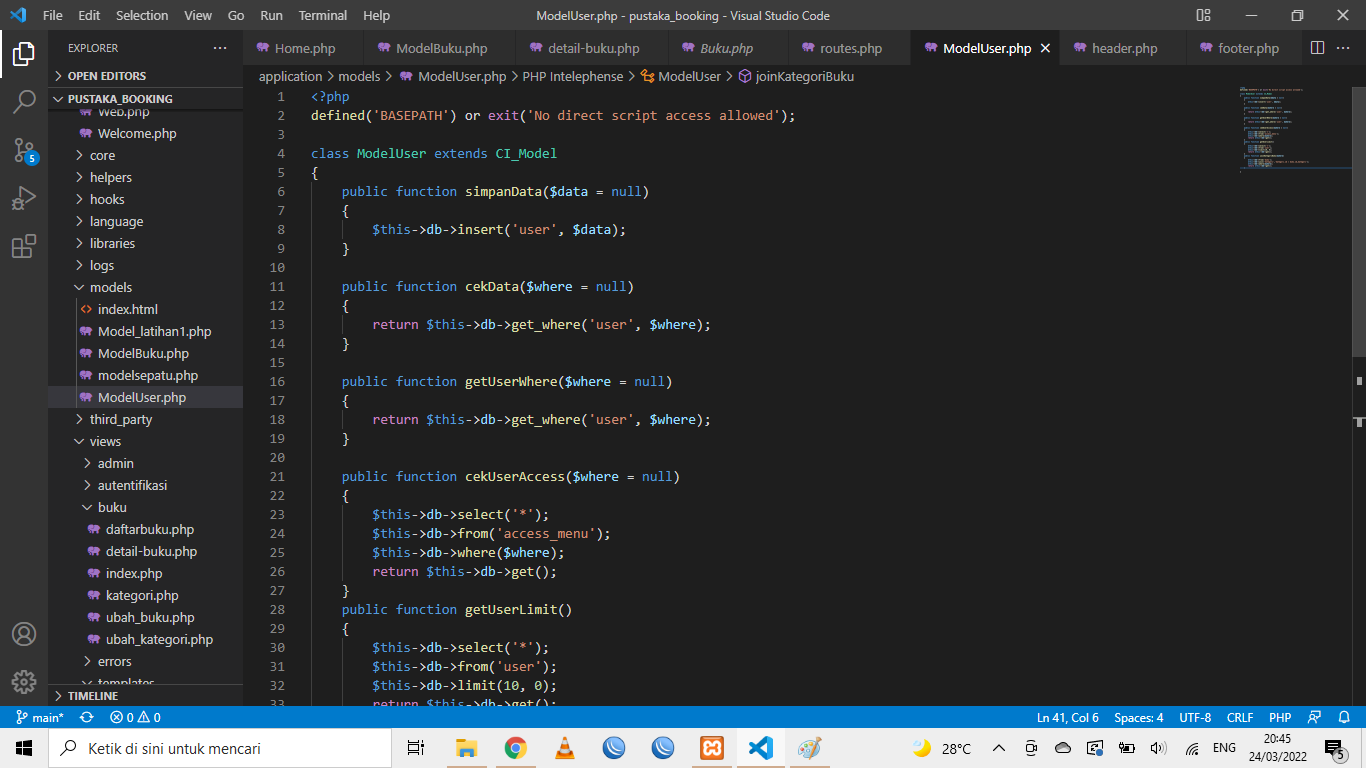 File Edit Selection View Go Run Terminal Help
ModelUser.php - pustaka_booking - Visual Studio Code
EXPLORER
OPEN EDITORS
PUSTAKA_BOOKING
Web.php
Welcome.php
core
helpers
hooks
language
libraries
logs
models
index.html
Model_latihan1.php
ModelBuku.php
modelsepatu.php
ModelUser.php
third_party
views
admin
autentifikasi
buku
daftarbuku.php
detail-buku.php
index.php
kategori.php
ubah_buku.php
ubah_kategori.php
errors
templates
TIMELINE
5
Home.php ModelBuku.php detail-buku.php Buku.php routes.php ModelUser.php header.php footer.php
application > models > ModelUser.php > PHP Intelephense > ModelUser > joinKategoriBuku
1 <?php
2 defined('BASEPATH') or exit('No direct script access allowed');
3
4 class ModelUser extends CI_Model
5 {
6 public function simpanData($data = null)
7 {
8 $this->db->insert('user', $data);
9 }
10
11 public function cekData($where = null)
12 {
13 return $this->db->get_where('user', $where);
14 }
15
16 public function getUserWhere($where = null)
17 {
18 return $this->db->get_where('user', $where);
19 }
20
21 public function cekUserAccess($where = null)
22 {
23 $this->db->select('*');
24 $this->db->from('access_menu');
25 $this->db->where($where);
26 return $this->db->get();
27 }
28 public function getUserLimit()
29 {
30 $this->db->select('*');
31 $this->db->from('user');
32 $this->db->limit(10, 0);
33 return $this->db->get();
main* 0 0 Ln 41, Col 6 Spaces: 4 UTF-8 CRLF PHP
Ketik di sini untuk mencari
28°C ENG
20:45
24/03/2022
5